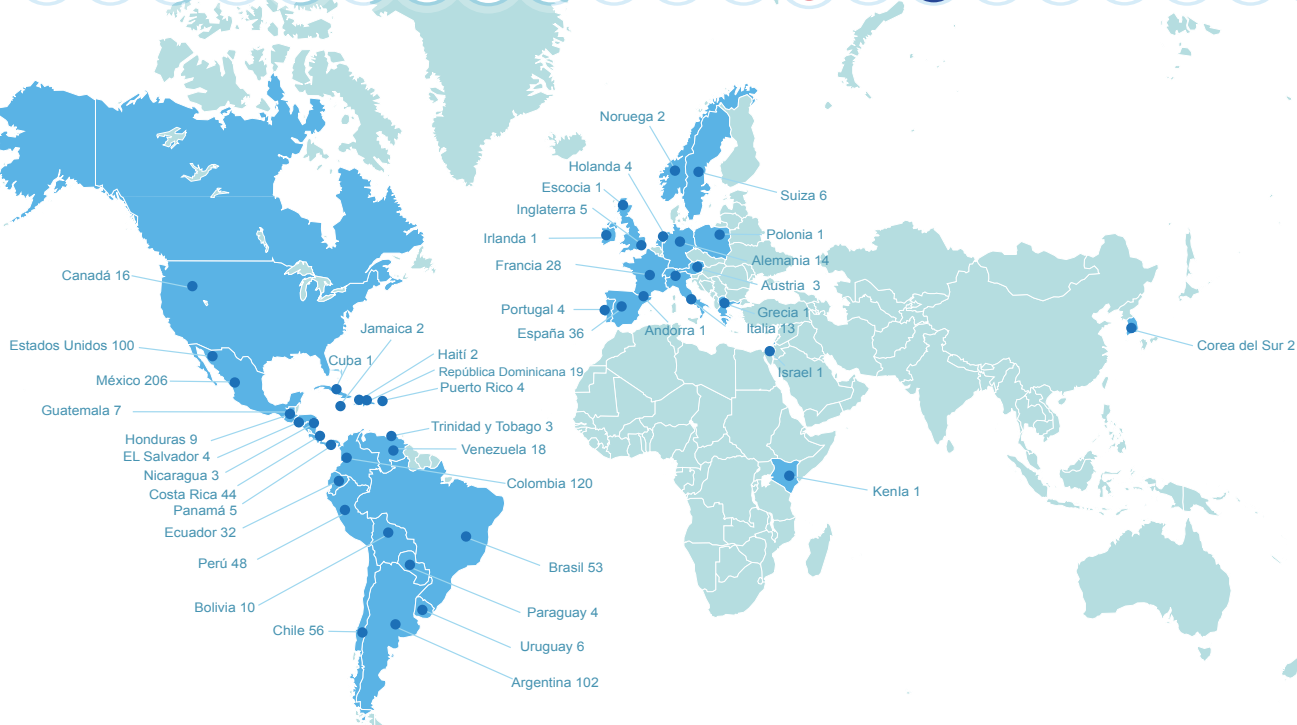 Noruega 2
Holanda 4
Escocia 1
Suiza 6
Inglaterra 5
Irlanda 1
Polonia 1
Alemania 14
Francia 28
Canadá 16
Austria 3
Portugal 4
Grecia 1
Jamaica 2
Andorra 1
Italia 13
España 36
Estados Unidos 100
Corea del Sur 2
Haití 2
Cuba 1
República Dominicana 19
Israel 1
México 206
Puerto Rico 4
Guatemala 7
Trinidad y Tobago 3
Honduras 9
Venezuela 18
EL Salvador 4
Nicaragua 3
Colombia 120
KenIa 1
Costa Rica 44
Panamá 5
Ecuador 32
Perú 48
Brasil 53
Bolivia 10
Paraguay 4
Chile 56
Uruguay 6
Argentina 102